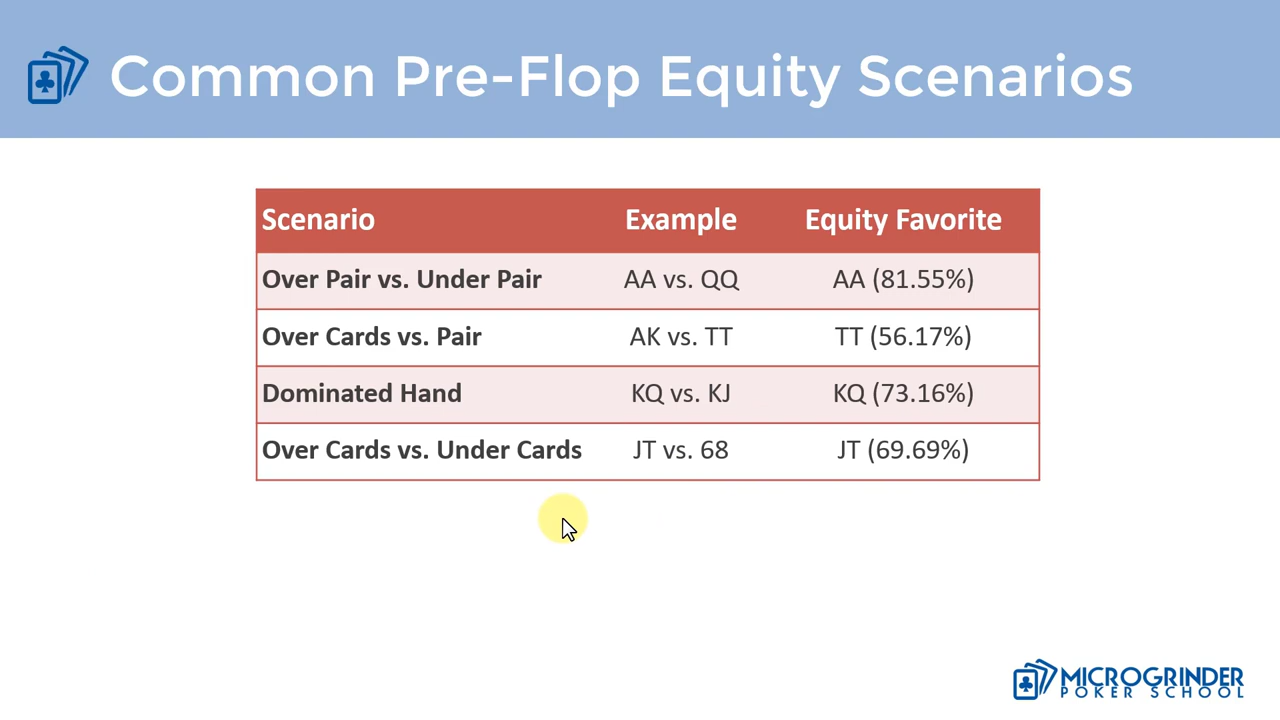 Common Pre-Flop Equity Scenarios
Scenario Example Equity Favorite
Over Pair vs. Under Pair AA vs. QQ AA (81.55%)
Over Cards vs. Pair AK vs. TT TT (56.17%)
Dominated Hand KQ vs. KJ KQ (73.16%)
Over Cards vs. Under Cards JT vs. 68 JT (69.69%)
MICROGRINDER
POKER SCHOOL